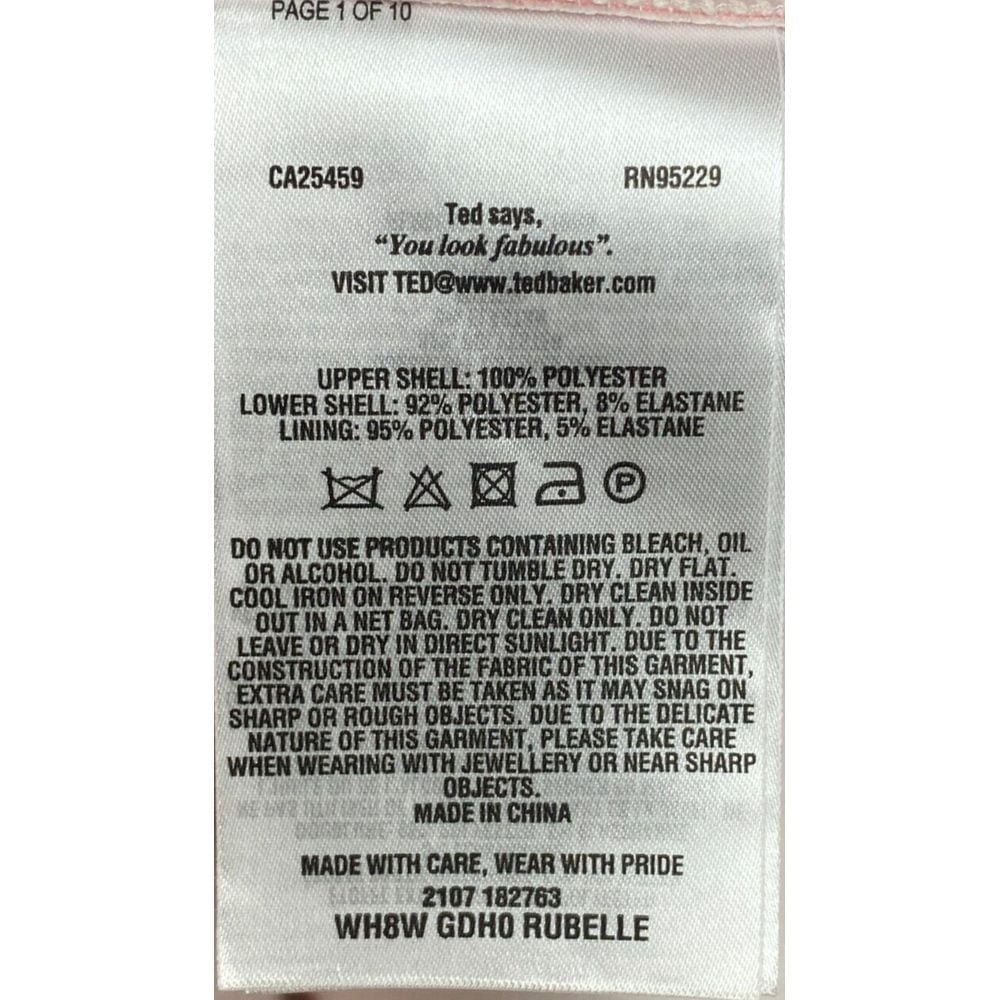 PAGE 1 OF 10
CA25459 RN95229
Ted says,
“You look fabulous”.
VISIT TED@www.tedbaker.com
UPPER SHELL: 100% POLYESTER
LOWER SHELL: 92% POLYESTER, 8% ELASTANE
LINING: 95% POLYESTER, 5% ELASTANE
P
DO NOT USE PRODUCTS CONTAINING BLEACH, OIL
OR ALCOHOL. DO NOT TUMBLE DRY. DRY FLAT.
COOL IRON ON REVERSE ONLY. DRY CLEAN INSIDE
OUT IN A NET BAG. DRY CLEAN ONLY. DO NOT
LEAVE OR DRY IN DIRECT SUNLIGHT. DUE TO THE
CONSTRUCTION OF THE FABRIC OF THIS GARMENT,
EXTRA CARE MUST BE TAKEN AS IT MAY SNAG ON
SHARP OR ROUGH OBJECTS. DUE TO THE DELICATE
NATURE OF THIS GARMENT, PLEASE TAKE CARE
WHEN WEARING WITH JEWELLERY OR NEAR SHARP
OBJECTS.
MADE IN CHINA
MADE WITH CARE, WEAR WITH PRIDE
2107 182763
WH8W GDH0 RUBELLE